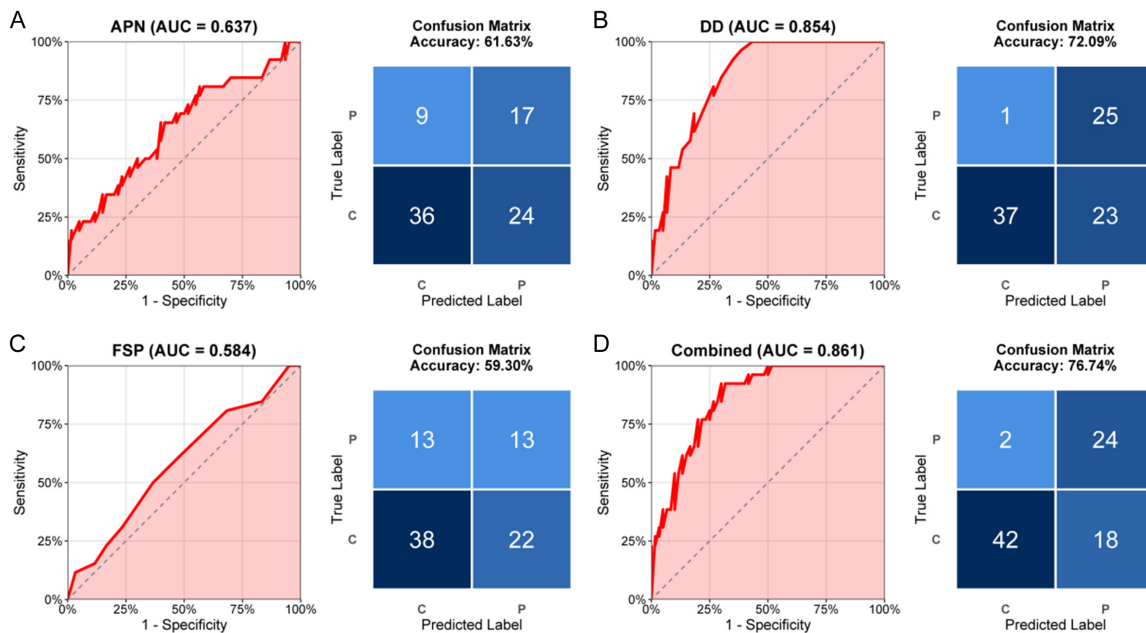 A
APN (AUC = 0.637)
100%
75%
50%
25%
0%
Sensitivity
0%
25%
50%
75%
100%
1 - Specificity
Confusion Matrix
Accuracy: 61.63%
True Label
P
C
9
17
36
24
C
P
Predicted Label
B
DD (AUC = 0.854)
100%
75%
50%
25%
0%
Sensitivity
0%
25%
50%
75%
100%
1 - Specificity
Confusion Matrix
Accuracy: 72.09%
True Label
P
C
1
25
37
23
C
P
Predicted Label
C
FSP (AUC = 0.584)
100%
75%
50%
25%
0%
Sensitivity
0%
25%
50%
75%
100%
1 - Specificity
Confusion Matrix
Accuracy: 59.30%
True Label
P
C
13
13
38
22
C
P
Predicted Label
D
Combined (AUC = 0.861)
100%
75%
50%
25%
0%
Sensitivity
0%
25%
50%
75%
100%
1 - Specificity
Confusion Matrix
Accuracy: 76.74%
True Label
P
C
2
24
42
18
C
P
Predicted Label